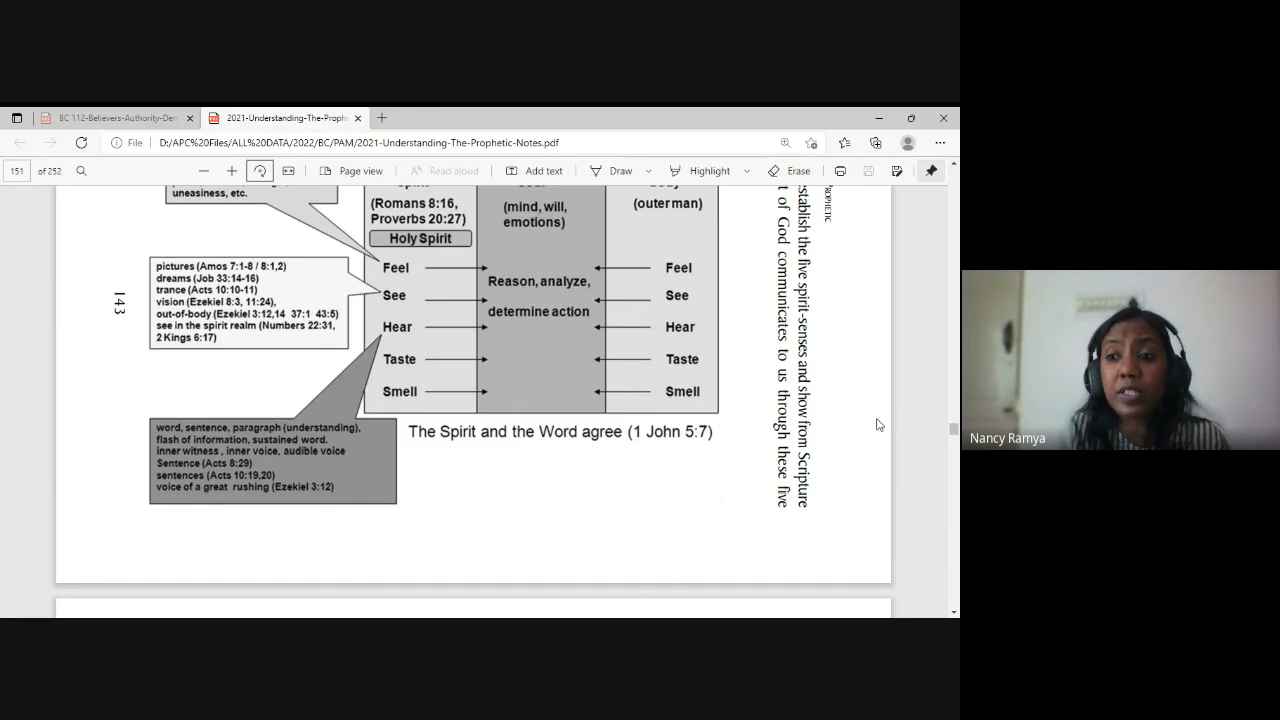 BC 112-Believers-Authority-Den
2021-Understanding-The-Proph
File
D:/APC%20Files/ALL%20DATA/2022/BC/PAM/2021-Understanding-The-Prophetic-Notes.pdf
151
of 252
Page view
Read aloud
Add text
Draw
Highlight
Erase
uneasiness, etc.
(Romans 8:16,
Proverbs 20:27)
Holy Spirit
(mind, will,
emotions)
(outer man)
Feel
See
Hear
Taste
Smell
Reason, analyze,
determine action
Feel
See
Hear
Taste
Smell
pictures (Amos 7:1-8 / 8:1,2)
dreams (Job 33:14-16)
trance (Acts 10:10-11)
vision (Ezekiel 8:3, 11:24),
out-of-body (Ezekiel 3:12,14 37:1 43:5)
see in the spirit realm (Numbers 22:31,
2 Kings 6:17)
word, sentence, paragraph (understanding),
flash of information, sustained word.
inner witness , inner voice, audible voice
Sentence (Acts 8:29)
sentences (Acts 10:19,20)
voice of a great rushing (Ezekiel 3:12)
The Spirit and the Word agree (1 John 5:7)
143
PROPHETIC
establish the five spirit-senses and show from Scripture
t of God communicates to us through these five
Nancy Ramya